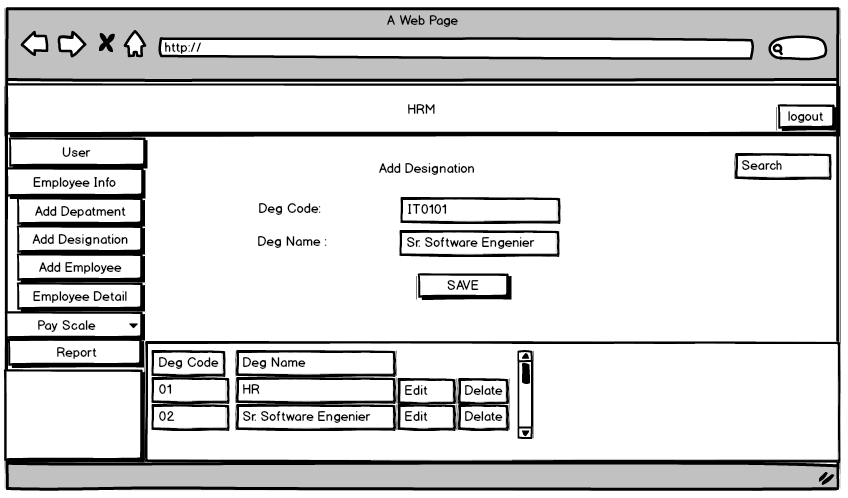 A Web Page
http://
HRM
logout
User
Employee Info
Add Depatment
Add Designation
Add Employee
Employee Detail
Pay Scale
Report
Add Designation
Search
Deg Code: IT0101
Deg Name : Sr. Software Engenier
SAVE
Deg Code Deg Name
01 HR Edit Delate
02 Sr. Software Engenier Edit Delate